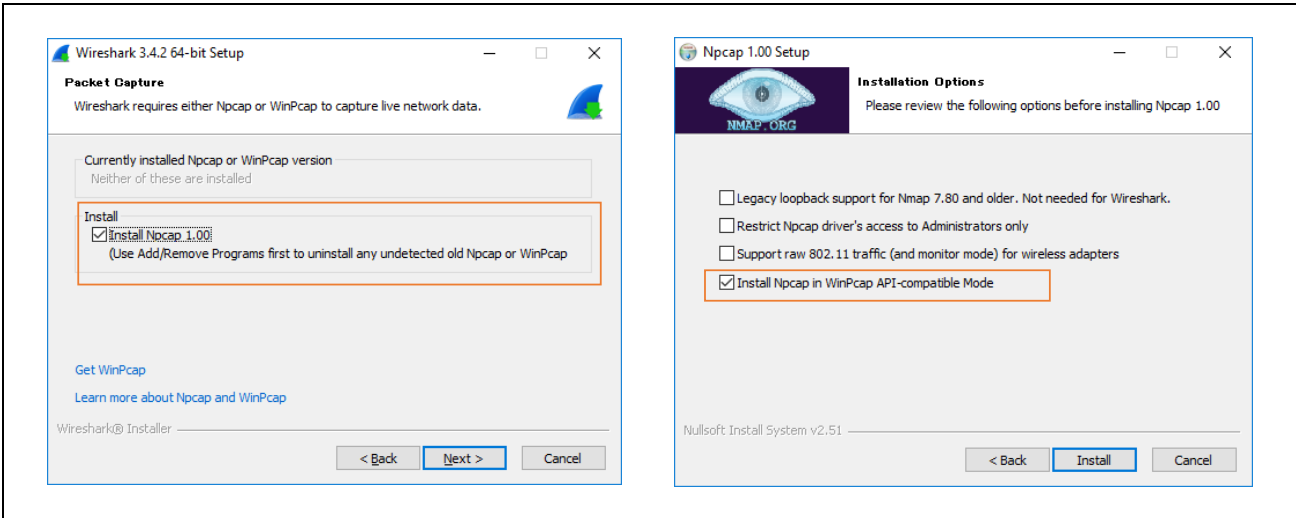 Wireshark 3.4.2 64-bit Setup
Packet Capture
Wireshark requires either Npcap or WinPcap to capture live network data.
Currently installed Npcap or WinPcap version
Neither of these are installed
Install
Install Npcap 1.00
(Use Add/Remove Programs first to uninstall any undetected old Npcap or WinPcap
Get WinPcap
Learn more about Npcap and WinPcap
Wireshark® Installer
< Back
Next >
Cancel
Npcap 1.00 Setup
NMAP.ORG
Installation Options
Please review the following options before installing Npcap 1.00
Legacy loopback support for Nmap 7.80 and older. Not needed for Wireshark.
Restrict Npcap driver's access to Administrators only
Support raw 802.11 traffic (and monitor mode) for wireless adapters
Install Npcap in WinPcap API-compatible Mode
Nullsoft Install System v2.51
< Back
Install
Cancel